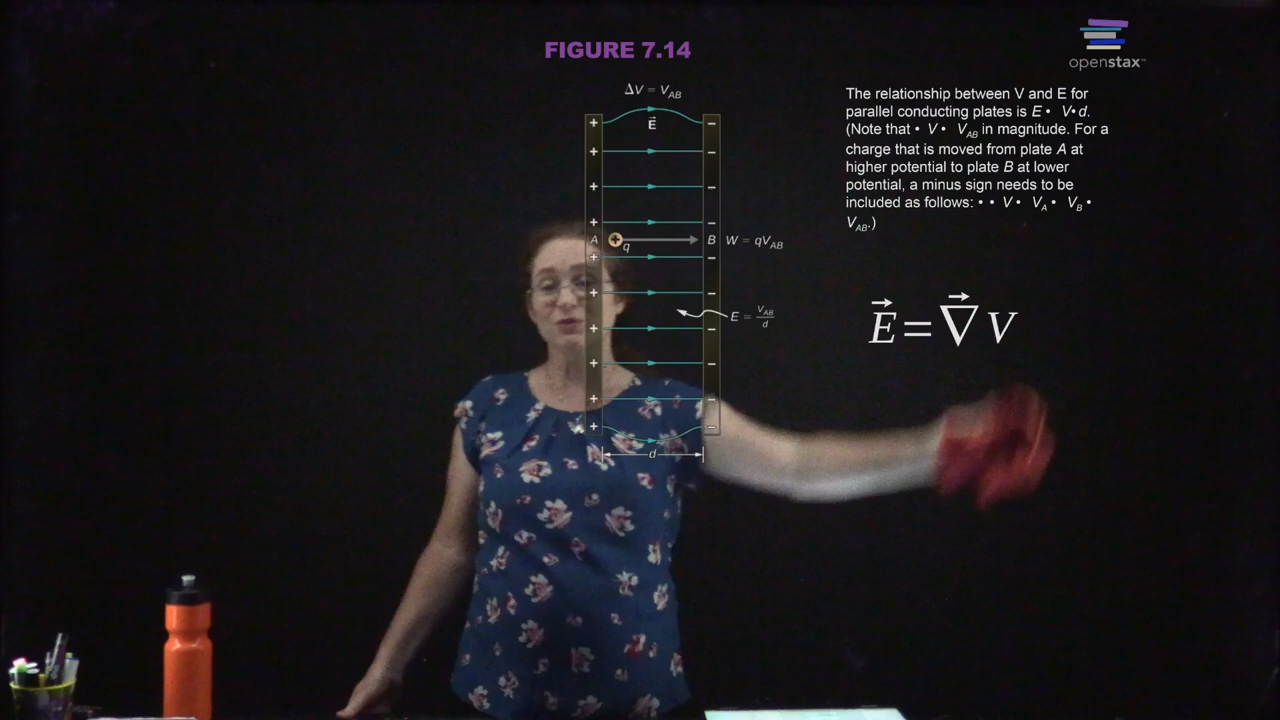 FIGURE 7.14
openstax™
ΔV = V_AB
E⃗
The relationship between V and E for
parallel conducting plates is E • V•d.
(Note that • V • V_AB in magnitude. For a
charge that is moved from plate A at
higher potential to plate B at lower
potential, a minus sign needs to be
included as follows: • • V • V_A • V_B •
V_AB.)
+ −
+ −
+ −
+ −
A + q B W = qV_AB
+ −
+ −
E = V_AB/d
+ −
+ −
+ −
+ −
d
E⃗ = ∇⃗ V